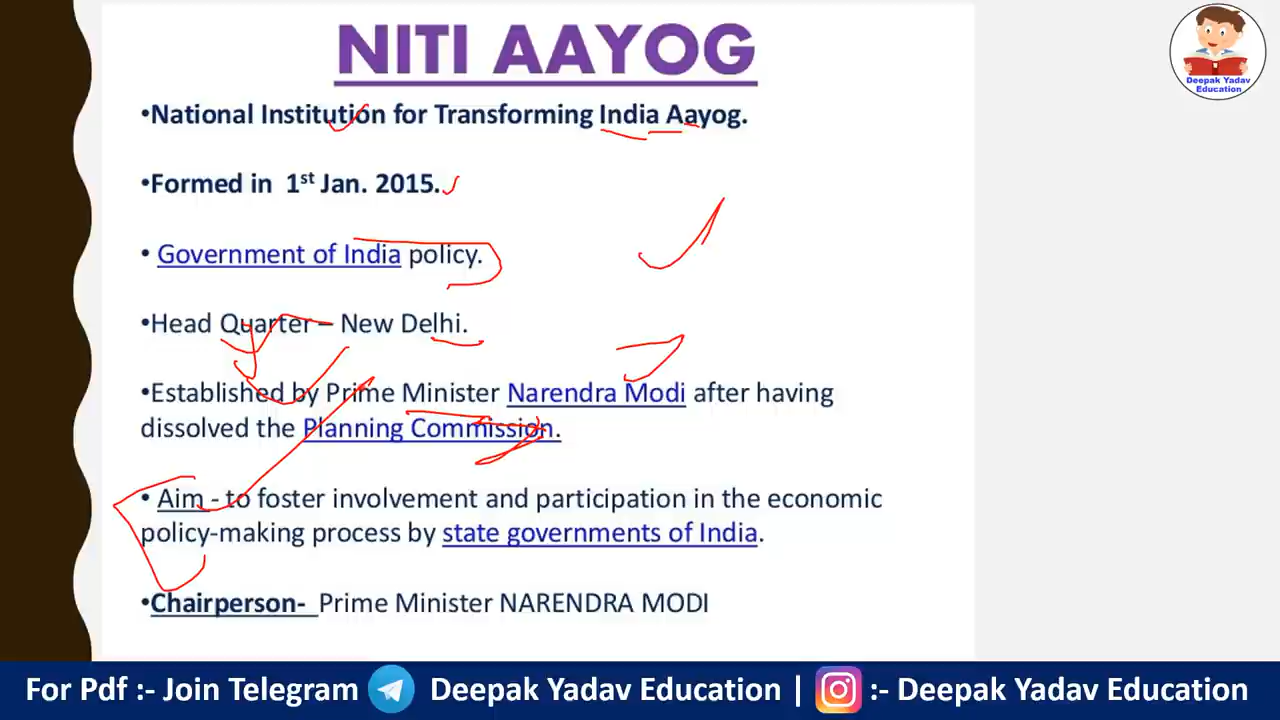 NITI AAYOG
Deepak Yadav
Education
•National Institution for Transforming India Aayog.
•Formed in 1st Jan. 2015.
• Government of India policy.
•Head Quarter – New Delhi.
•Established by Prime Minister Narendra Modi after having
dissolved the Planning Commission.
• Aim - to foster involvement and participation in the economic
policy-making process by state governments of India.
•Chairperson- Prime Minister NARENDRA MODI
For Pdf :- Join Telegram Deepak Yadav Education | :- Deepak Yadav Education